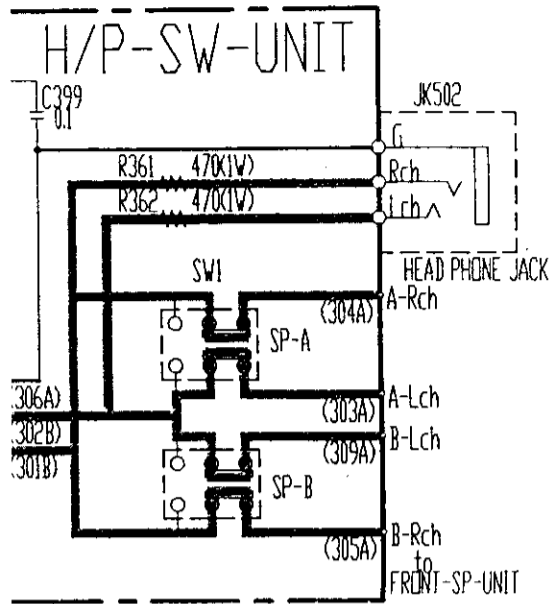 H/P-SW-UNIT
C399
0.1
JK502
G
R361 470(1W)
Rch
R362 470(1W)
Lch
HEAD PHONE JACK
SW1
(304A)
A-Rch
SP-A
(306A)
(303A)
A-Lch
(302B)
(309A)
B-Lch
(301B)
SP-B
(305A)
B-Rch
to
FRONT-SP-UNIT